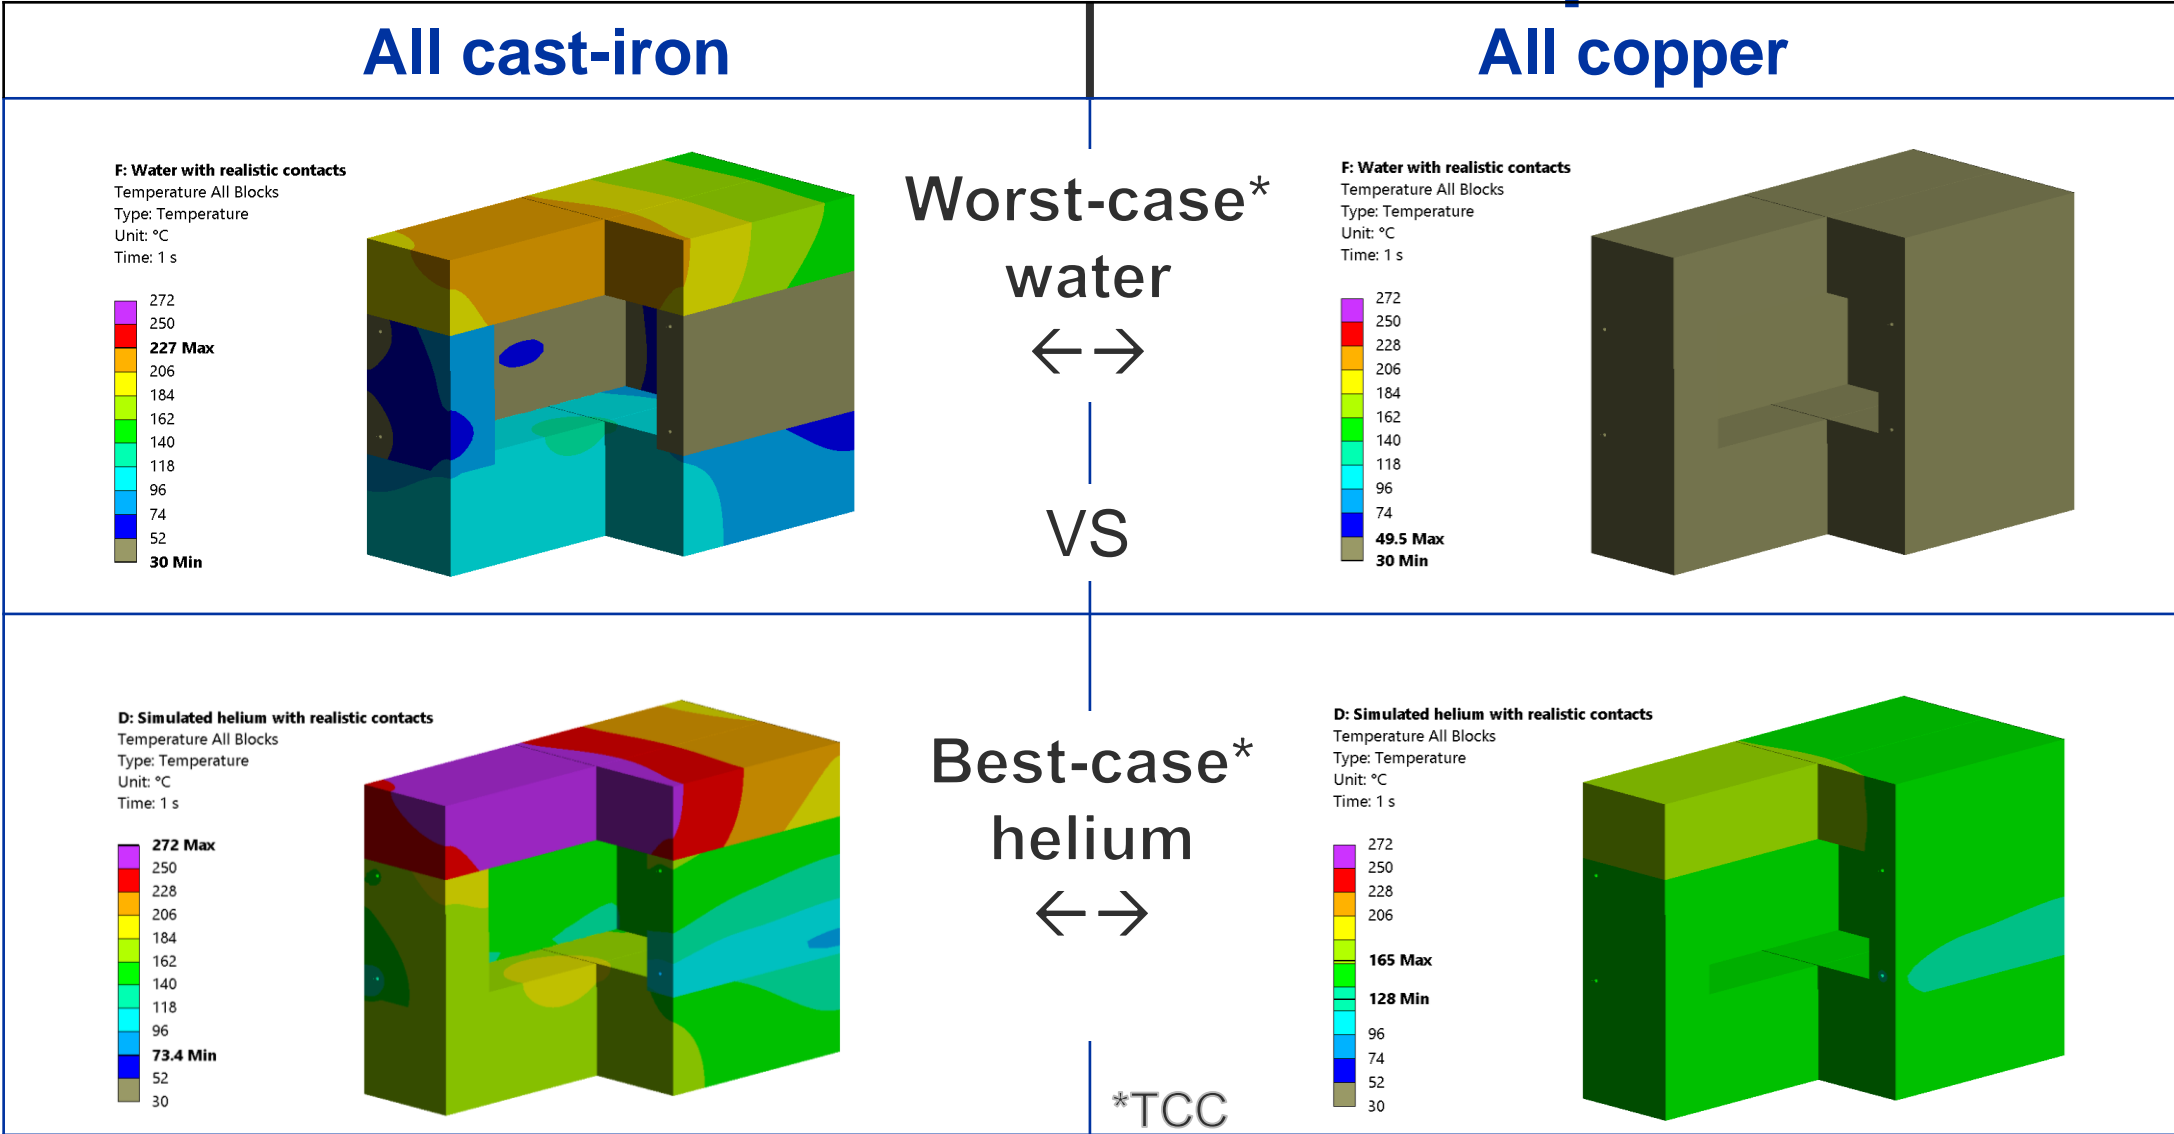 All cast-iron
All copper
F: Water with realistic contacts
Temperature All Blocks
Type: Temperature
Unit: °C
Time: 1 s
272
250
227 Max
206
184
162
140
118
96
74
52
30 Min
Worst-case*
water
←→
VS
F: Water with realistic contacts
Temperature All Blocks
Type: Temperature
Unit: °C
Time: 1 s
272
250
228
206
184
162
140
118
96
74
49.5 Max
30 Min
D: Simulated helium with realistic contacts
Temperature All Blocks
Type: Temperature
Unit: °C
Time: 1 s
272 Max
250
228
206
184
162
140
118
96
73.4 Min
52
30
Best-case*
helium
←→
*TCC
D: Simulated helium with realistic contacts
Temperature All Blocks
Type: Temperature
Unit: °C
Time: 1 s
272
250
228
206
165 Max
128 Min
96
74
52
30